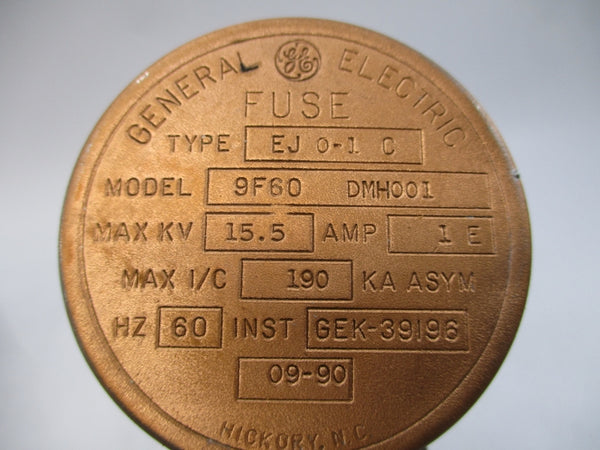 GENERAL GE ELECTRIC
FUSE
TYPE EJ 0-1 C
MODEL 9F60 DMH001
MAX KV 15.5 AMP 1 E
MAX I/C 190 KA ASYM
HZ 60 INST GEK-39196
09-90
HICKORY, N.C.